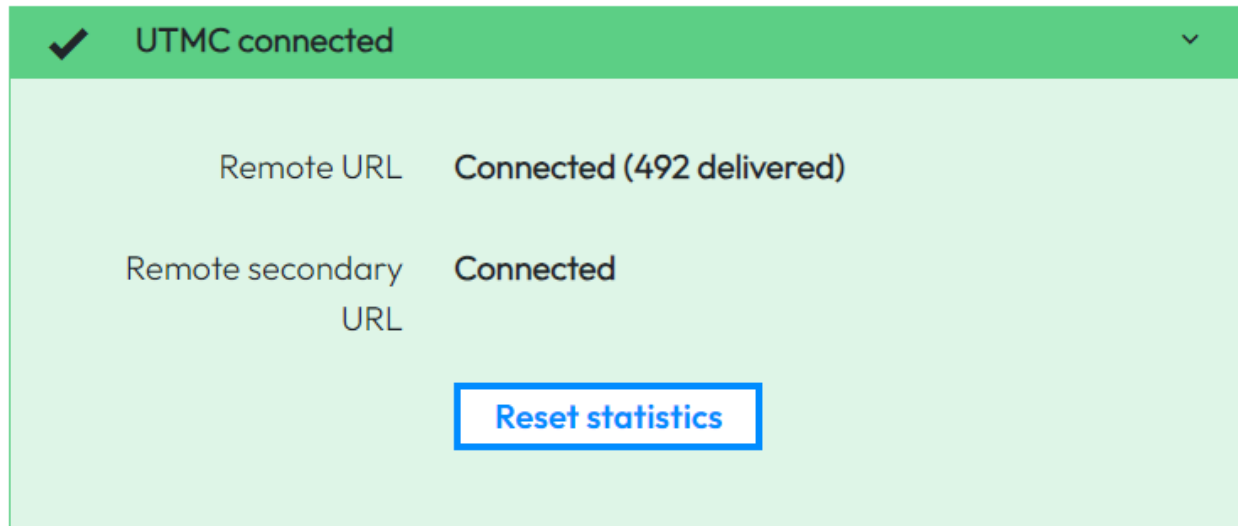 UTMC connected
Remote URL Connected (492 delivered)
Remote secondary Connected
URL
Reset statistics